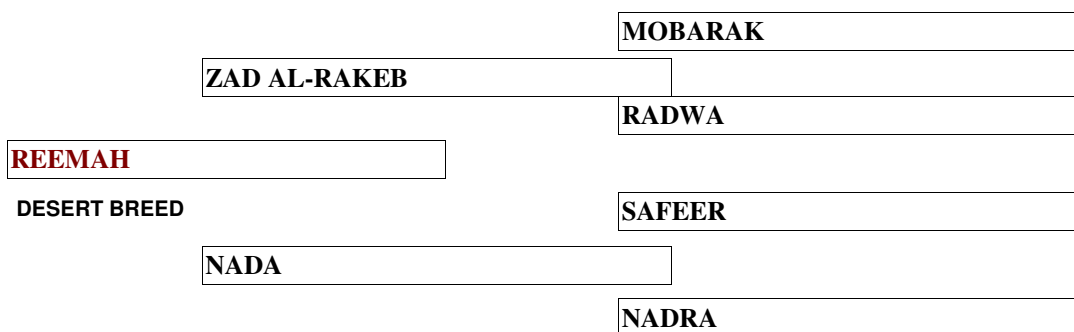 MOBARAK
ZAD AL-RAKEB
RADWA
REEMAH
DESERT BREED
SAFEER
NADA
NADRA